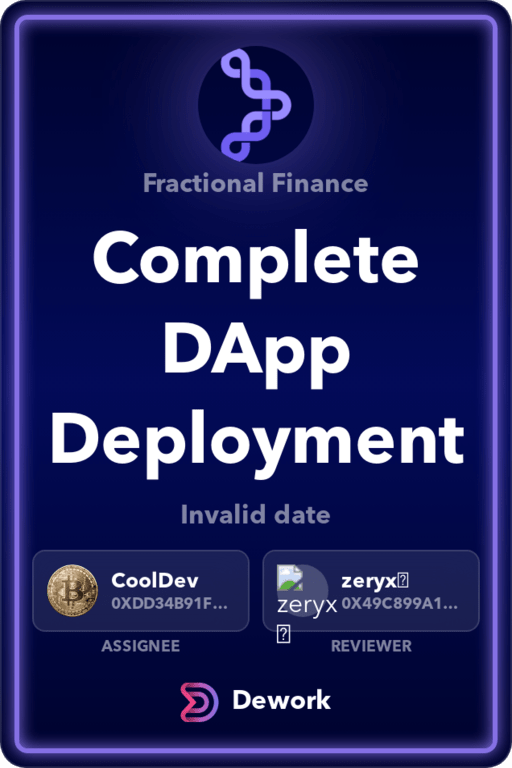 Fractional Finance
Complete
DApp
Deployment
Invalid date
CoolDev
0XDD34B91F...
zeryx
0X49C899A1...
zeryx
ASSIGNEE
REVIEWER
Dework